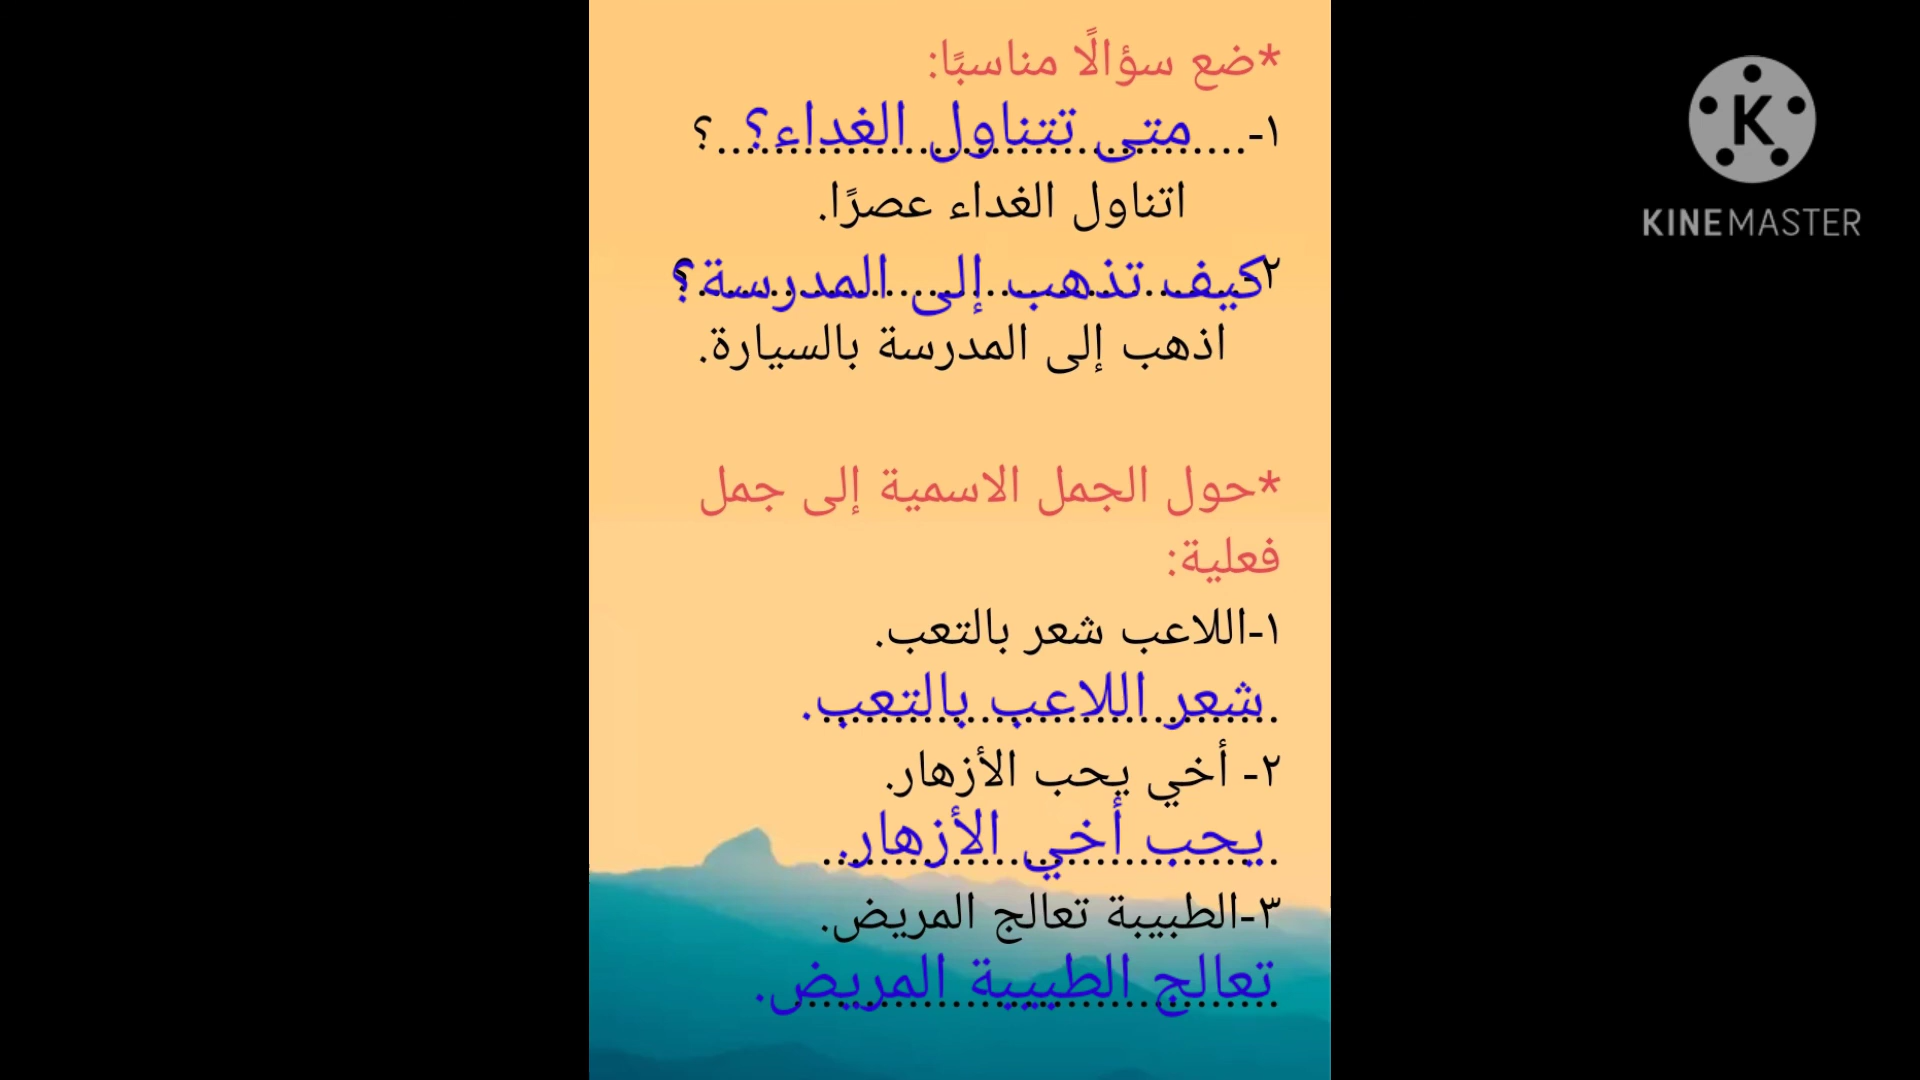 *ضع سؤالًا مناسبًا:
١-....متى تتناول الغداء؟....؟
اتناول الغداء عصرًا.
٢-كيف تذهب إلى المدرسة؟
اذهب إلى المدرسة بالسيارة.
*حول الجمل الاسمية إلى جمل
فعلية:
١-اللاعب شعر بالتعب.
شعر اللاعب بالتعب.
٢- أخي يحب الأزهار.
يحب أخي الأزهار.
٣-الطبيبة تعالج المريض.
تعالج الطبيبة المريض.
K
KINEMASTER